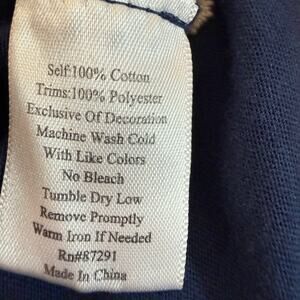 Self:100% Cotton
Trims:100% Polyester
Exclusive Of Decoration
Machine Wash Cold
With Like Colors
No Bleach
Tumble Dry Low
Remove Promptly
Warm Iron If Needed
Rn#87291
Made In China